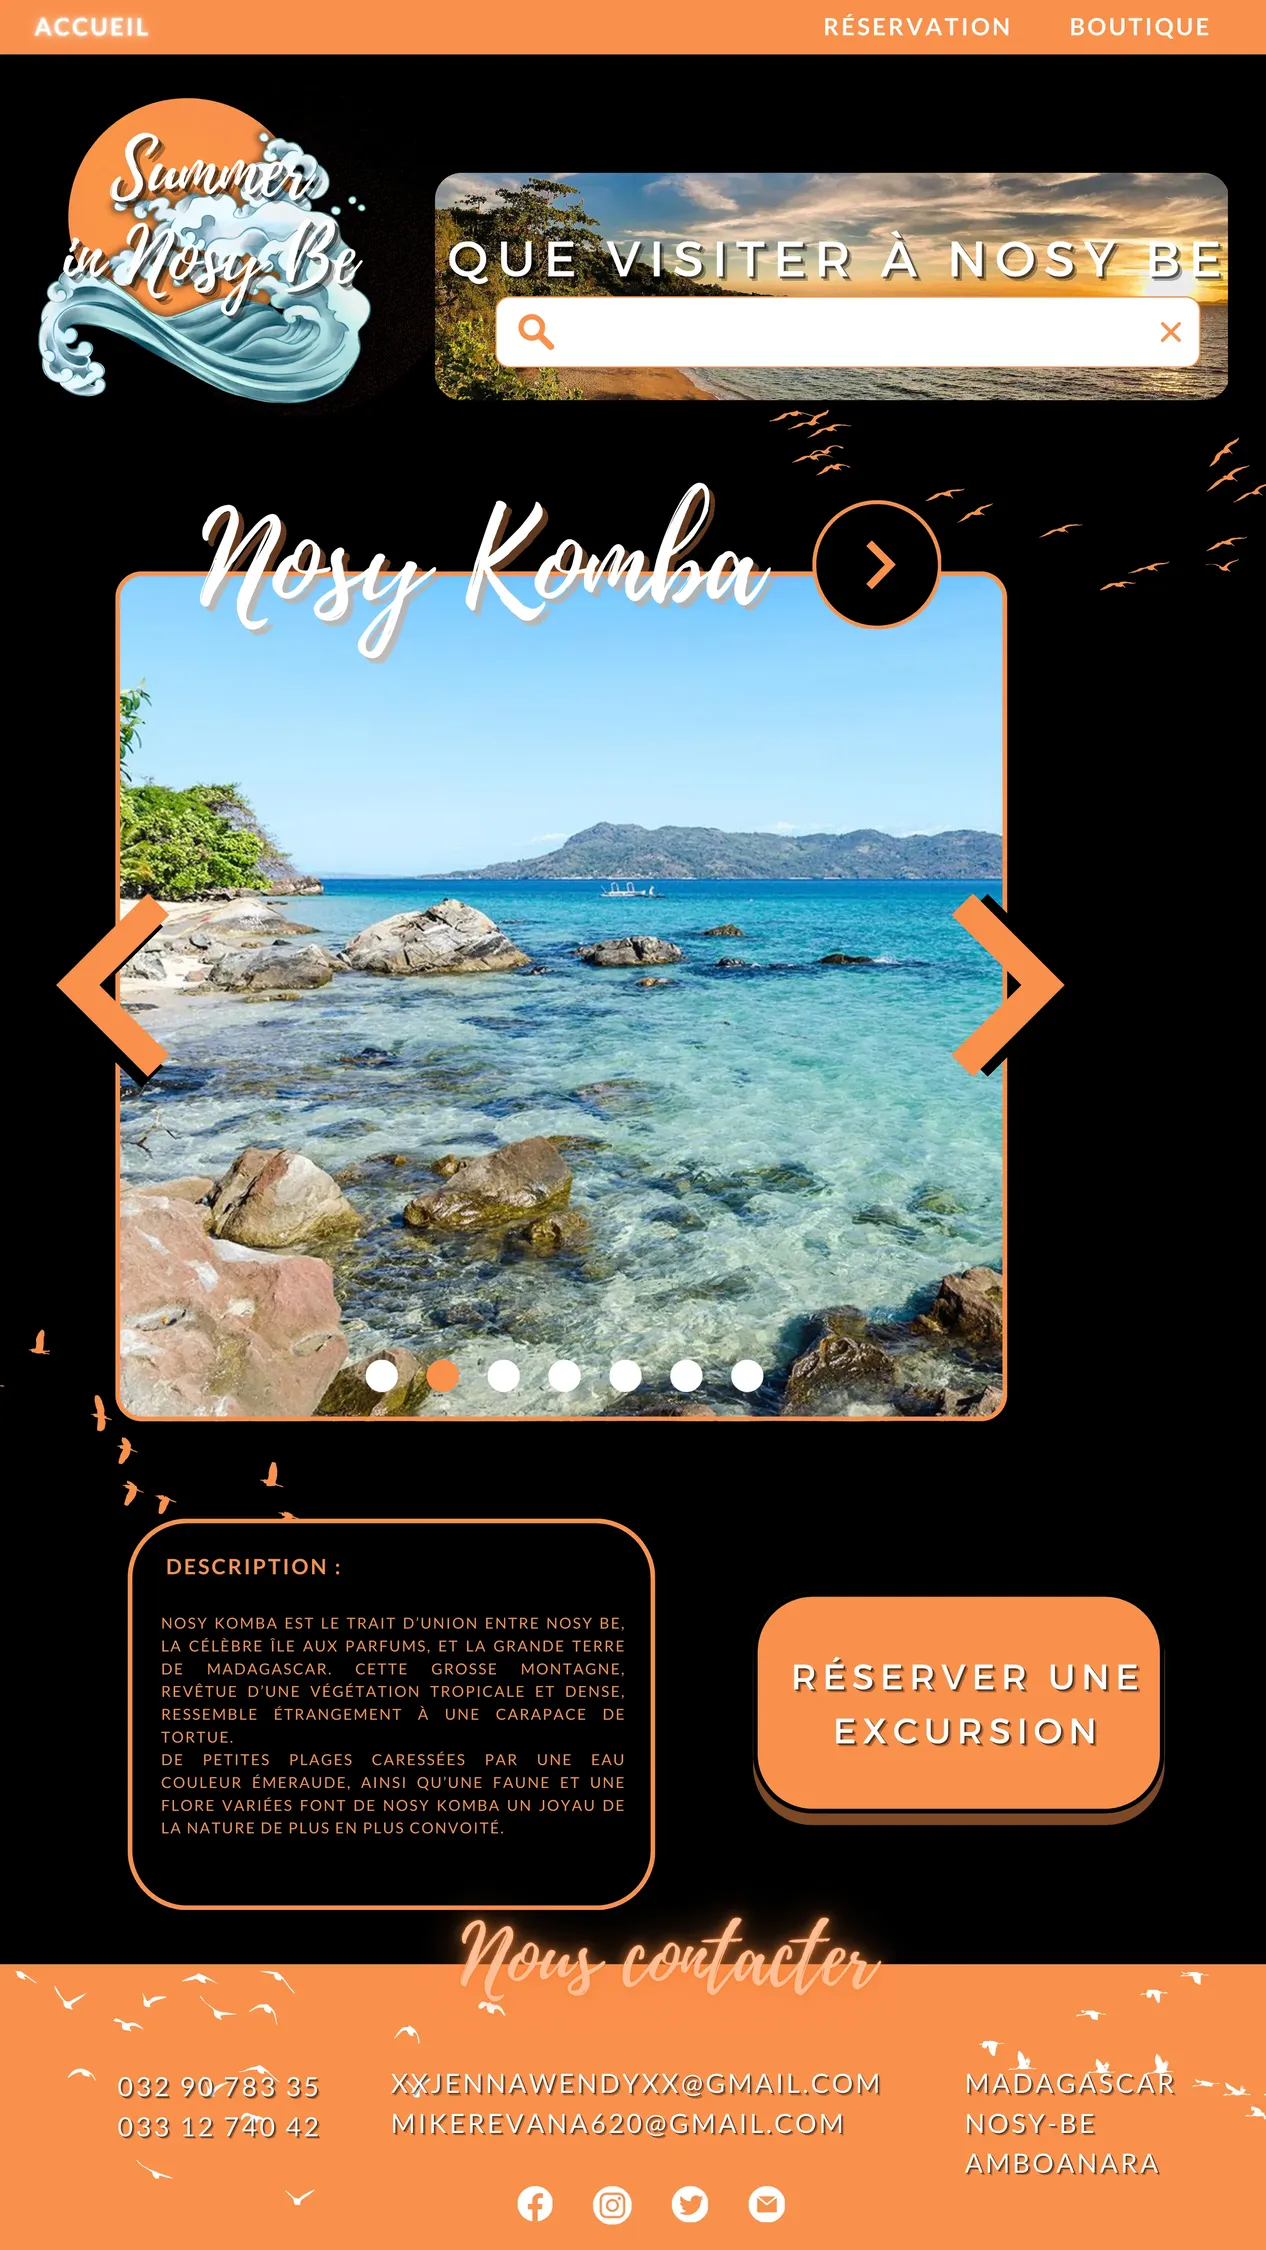 ACCUEIL
RÉSERVATION
BOUTIQUE
Summer
in Nosy Be
QUE VISITER À NOSY BE
Nosy Komba
DESCRIPTION :
NOSY KOMBA EST LE TRAIT D'UNION ENTRE NOSY BE,
LA CÉLÈBRE ÎLE AUX PARFUMS, ET LA GRANDE TERRE
DE MADAGASCAR. CETTE GROSSE MONTAGNE,
REVÊTUE D'UNE VÉGÉTATION TROPICALE ET DENSE,
RESSEMBLE ÉTRANGEMENT À UNE CARAPACE DE
TORTUE.
DE PETITES PLAGES CARESSÉES PAR UNE EAU
COULEUR ÉMERAUDE, AINSI QU'UNE FAUNE ET UNE
FLORE VARIÉES FONT DE NOSY KOMBA UN JOYAU DE
LA NATURE DE PLUS EN PLUS CONVOITÉ.
RÉSERVER UNE
EXCURSION
Nous contacter
032 90 783 35
033 12 740 42
XXJENNAWENDYXX@GMAIL.COM
MIKEREVANA620@GMAIL.COM
MADAGASCAR
NOSY-BE
AMBOANARA